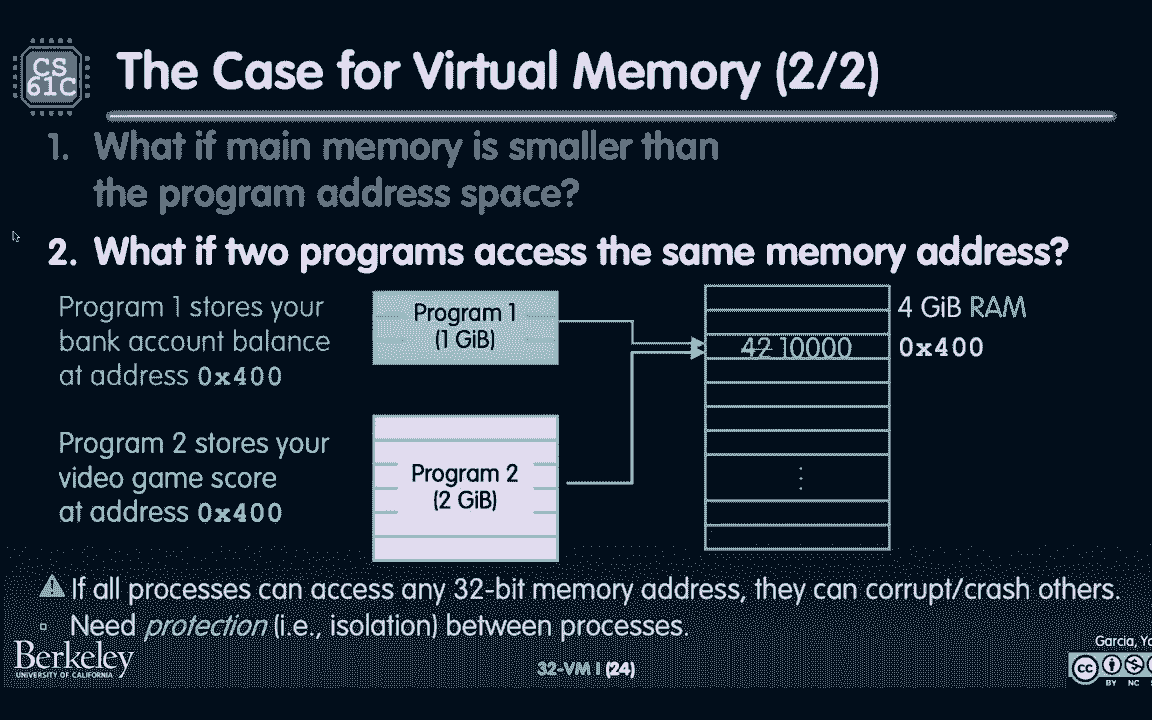 CS
61C
The Case for Virtual Memory (2/2)
1. What if main memory is smaller than
the program address space?
2. What if two programs access the same memory address?
Program 1 stores your
bank account balance
at address 0x400
Program 1
(1 GiB)
4 GiB RAM
42 10000
0x400
Program 2 stores your
video game score
at address 0x400
Program 2
(2 GiB)
⋮
⚠ If all processes can access any 32-bit memory address, they can corrupt/crash others.
▫ Need protection (i.e., isolation) between processes.
Berkeley
UNIVERSITY OF CALIFORNIA
32-VM I (24)
Garcia,
cc
BY NC